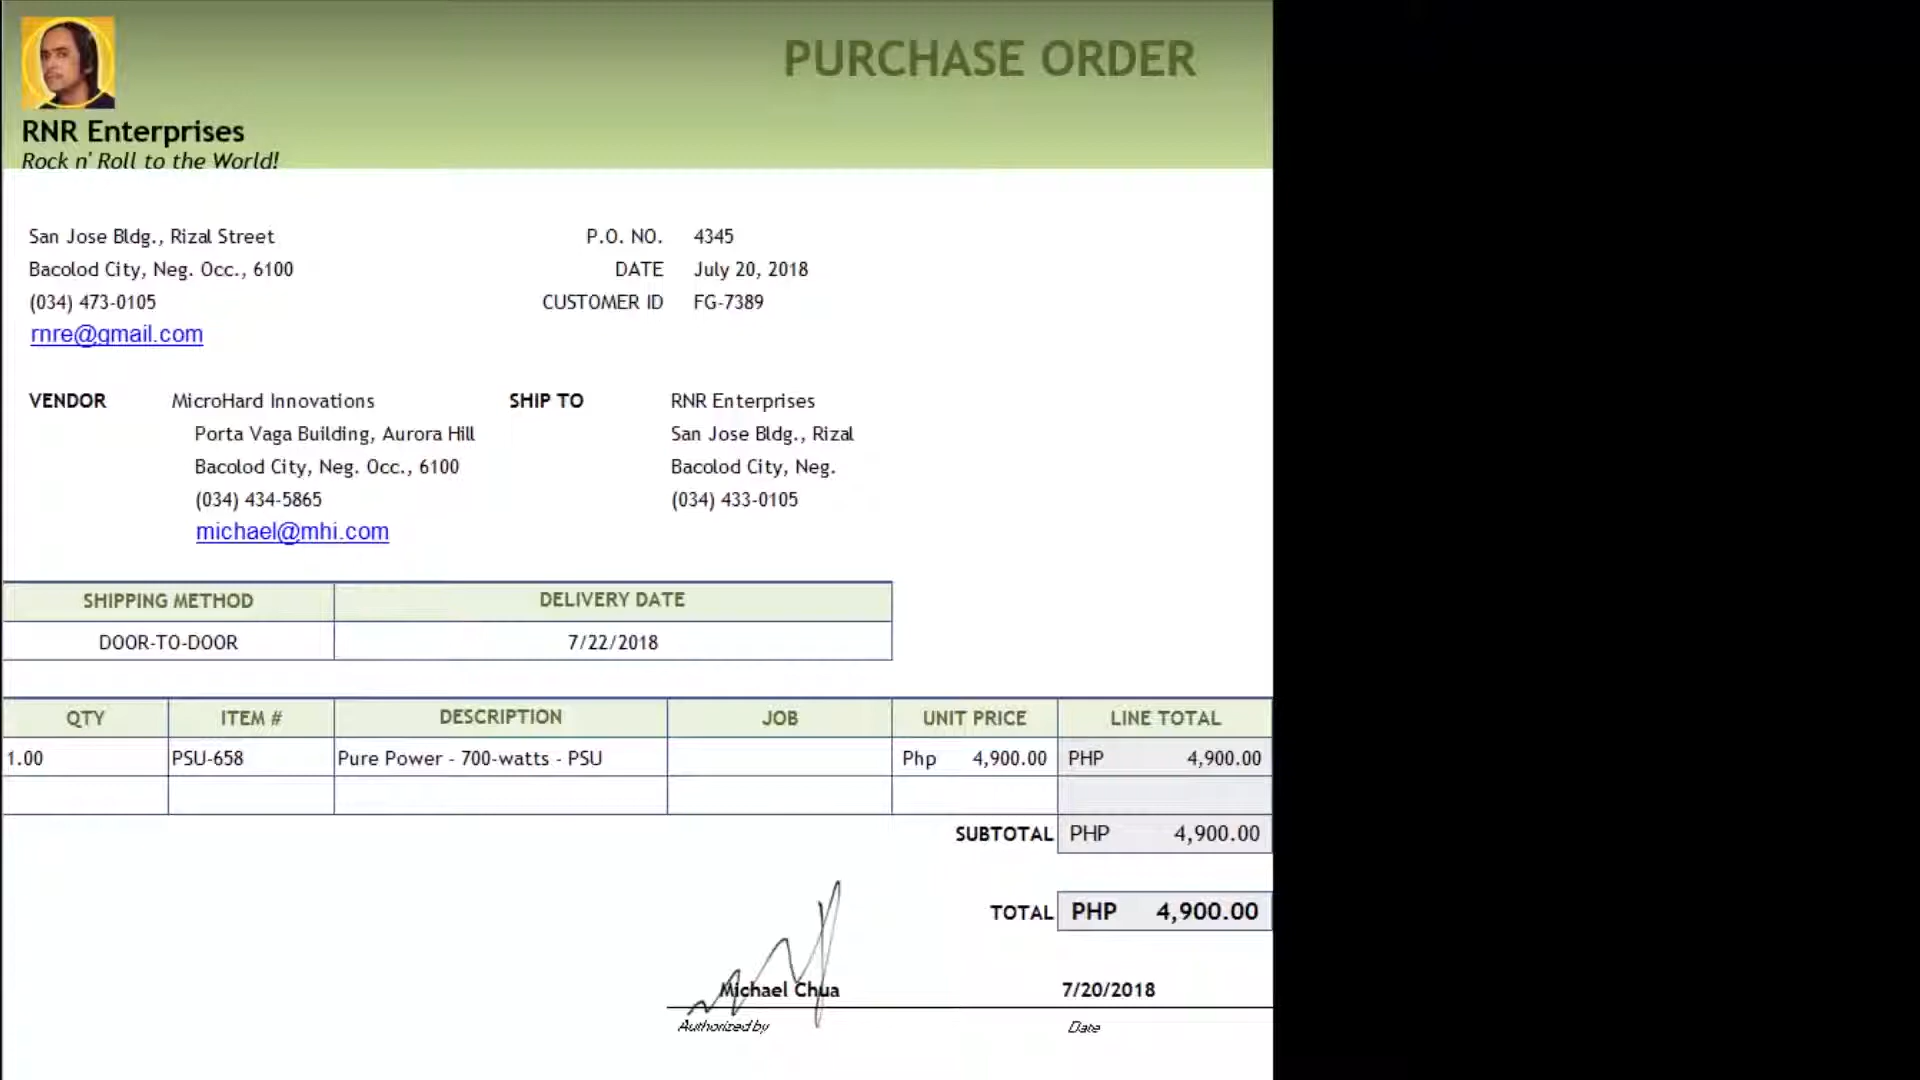 PURCHASE ORDER
RNR Enterprises
Rock n' Roll to the World!
San Jose Bldg., Rizal Street
Bacolod City, Neg. Occ., 6100
(034) 473-0105
rnre@gmail.com
P.O. NO. 4345
DATE July 20, 2018
CUSTOMER ID FG-7389
VENDOR MicroHard Innovations
Porta Vaga Building, Aurora Hill
Bacolod City, Neg. Occ., 6100
(034) 434-5865
michael@mhi.com
SHIP TO RNR Enterprises
San Jose Bldg., Rizal
Bacolod City, Neg.
(034) 433-0105
SHIPPING METHOD DELIVERY DATE
DOOR-TO-DOOR 7/22/2018
QTY ITEM # DESCRIPTION JOB UNIT PRICE LINE TOTAL
1.00 PSU-658 Pure Power - 700-watts - PSU Php 4,900.00 PHP 4,900.00
SUBTOTAL PHP 4,900.00
TOTAL PHP 4,900.00
Michael Chua 7/20/2018
Authorized by Date